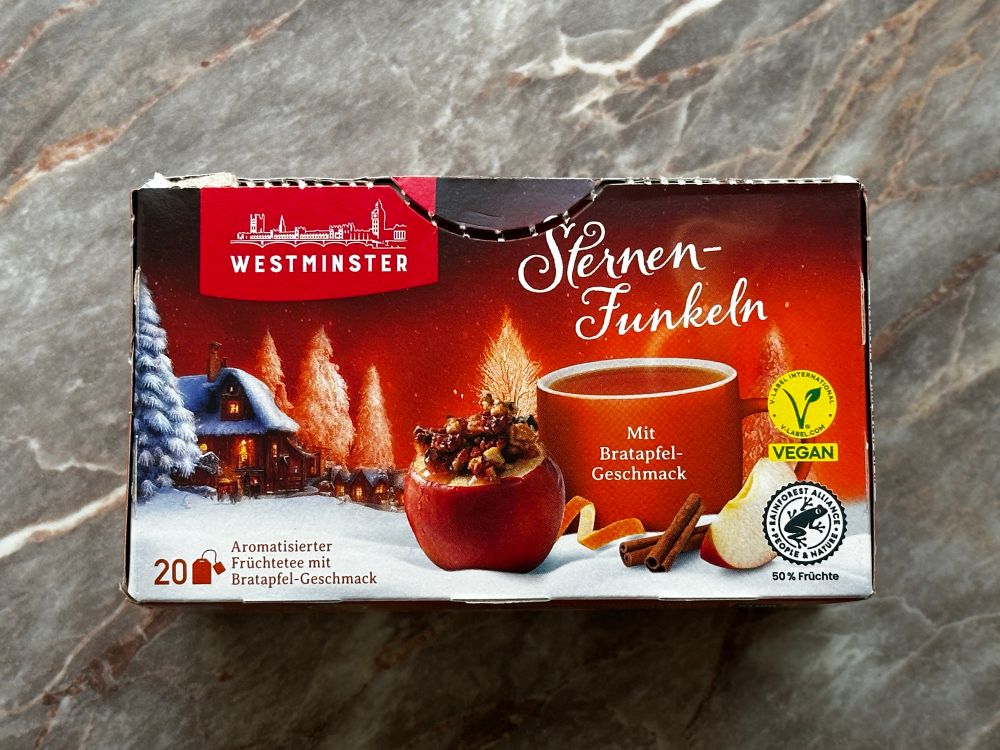 WESTMINSTER
Sternen-
Funkeln
Mit
Bratapfel-
Geschmack
V-LABEL INTERNATIONAL
V-LABEL.COM
VEGAN
RAINFOREST ALLIANCE
PEOPLE & NATURE
50 % Früchte
20
Aromatisierter
Früchtetee mit
Bratapfel-Geschmack